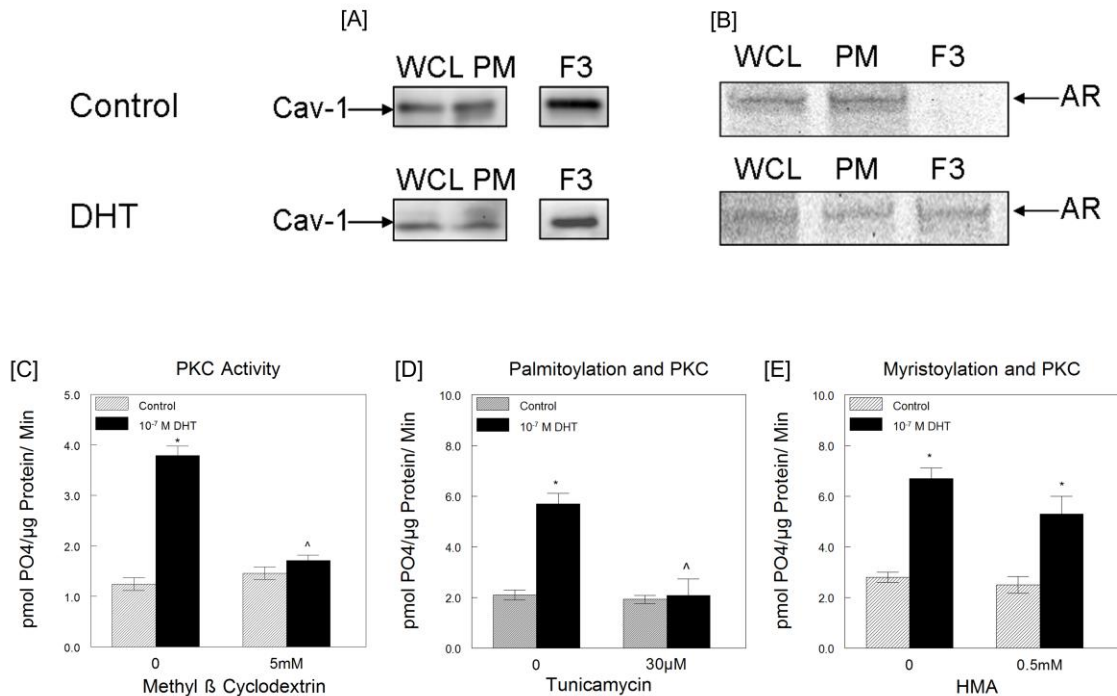 [A] [B]
WCL PM F3 WCL PM F3
Control Cav-1 AR
WCL PM F3 WCL PM F3
DHT Cav-1 AR
[C] PKC Activity
pmol PO4/µg Protein/ Min
5.0
4.0
3.0
2.0
1.0
0.0
Control
10⁻⁷ M DHT
*
^
0 5mM
Methyl ß Cyclodextrin
[D] Palmitoylation and PKC
pmol PO4/µg Protein/ Min
10.0
8.0
6.0
4.0
2.0
0.0
Control
10⁻⁷ M DHT
*
^
0 30µM
Tunicamycin
[E] Myristoylation and PKC
pmol PO4/µg Protein/ Min
10.0
8.0
6.0
4.0
2.0
0.0
Control
10⁻⁷ M DHT
* *
0 0.5mM
HMA